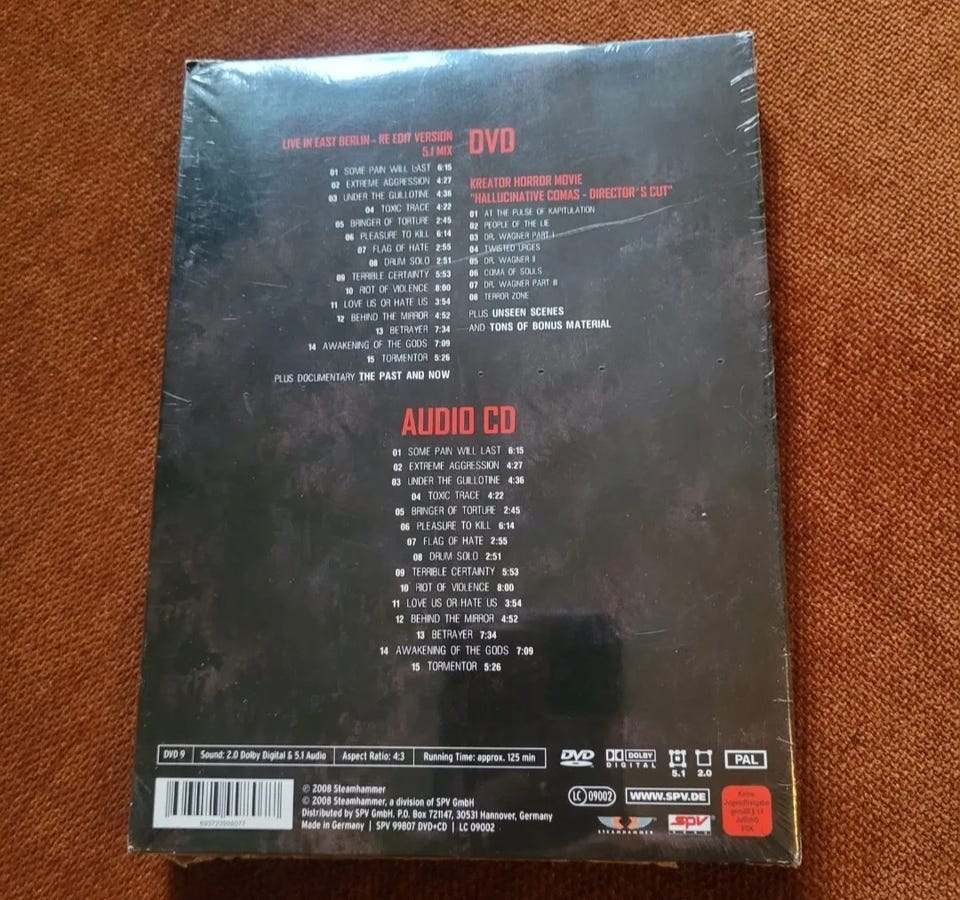 LIVE IN EAST BERLIN - RE EDIT VERSION
5.1 MIX
01 SOME PAIN WILL LAST 6:15
02 EXTREME AGGRESSION 4:27
03 UNDER THE GUILLOTINE 4:36
04 TOXIC TRACE 4:22
05 BRINGER OF TORTURE 2:45
06 PLEASURE TO KILL 6:14
07 FLAG OF HATE 2:55
08 DRUM SOLO 2:51
09 TERRIBLE CERTAINTY 5:53
10 RIOT OF VIOLENCE 8:00
11 LOVE US OR HATE US 3:54
12 BEHIND THE MIRROR 4:52
13 BETRAYER 7:34
14 AWAKENING OF THE GODS 7:09
15 TORMENTOR 5:26
PLUS DOCUMENTARY THE PAST AND NOW
DVD
KREATOR HORROR MOVIE
"HALLUCINATIVE COMAS - DIRECTOR´S CUT"
01 AT THE PULSE OF KAPITULATION
02 PEOPLE OF THE LIE
03 DR. WAGNER PART I
04 TWISTED URGES
05 DR. WAGNER II
06 COMA OF SOULS
07 DR. WAGNER PART III
08 TERROR ZONE
PLUS UNSEEN SCENES
AND TONS OF BONUS MATERIAL
AUDIO CD
01 SOME PAIN WILL LAST 6:15
02 EXTREME AGGRESSION 4:27
03 UNDER THE GUILLOTINE 4:36
04 TOXIC TRACE 4:22
05 BRINGER OF TORTURE 2:45
06 PLEASURE TO KILL 6:14
07 FLAG OF HATE 2:55
08 DRUM SOLO 2:51
09 TERRIBLE CERTAINTY 5:53
10 RIOT OF VIOLENCE 8:00
11 LOVE US OR HATE US 3:54
12 BEHIND THE MIRROR 4:52
13 BETRAYER 7:34
14 AWAKENING OF THE GODS 7:09
15 TORMENTOR 5:26
DVD 9 Sound: 2.0 Dolby Digital & 5.1 Audio Aspect Ratio: 4:3 Running Time: approx. 125 min
DVD DOLBY DIGITAL 5.1 2.0 PAL
℗ 2008 Steamhammer
© 2008 Steamhammer, a division of SPV GmbH
Distributed by SPV GmbH. P.O. Box 721147, 30531 Hannover, Germany
Made in Germany | SPV 99807 DVD+CD | LC 09002
LC 09002 WWW.SPV.DE
STEAMHAMMER spv
Keine
Jugendfreigabe
gemäß § 14
JuSchG
FSK